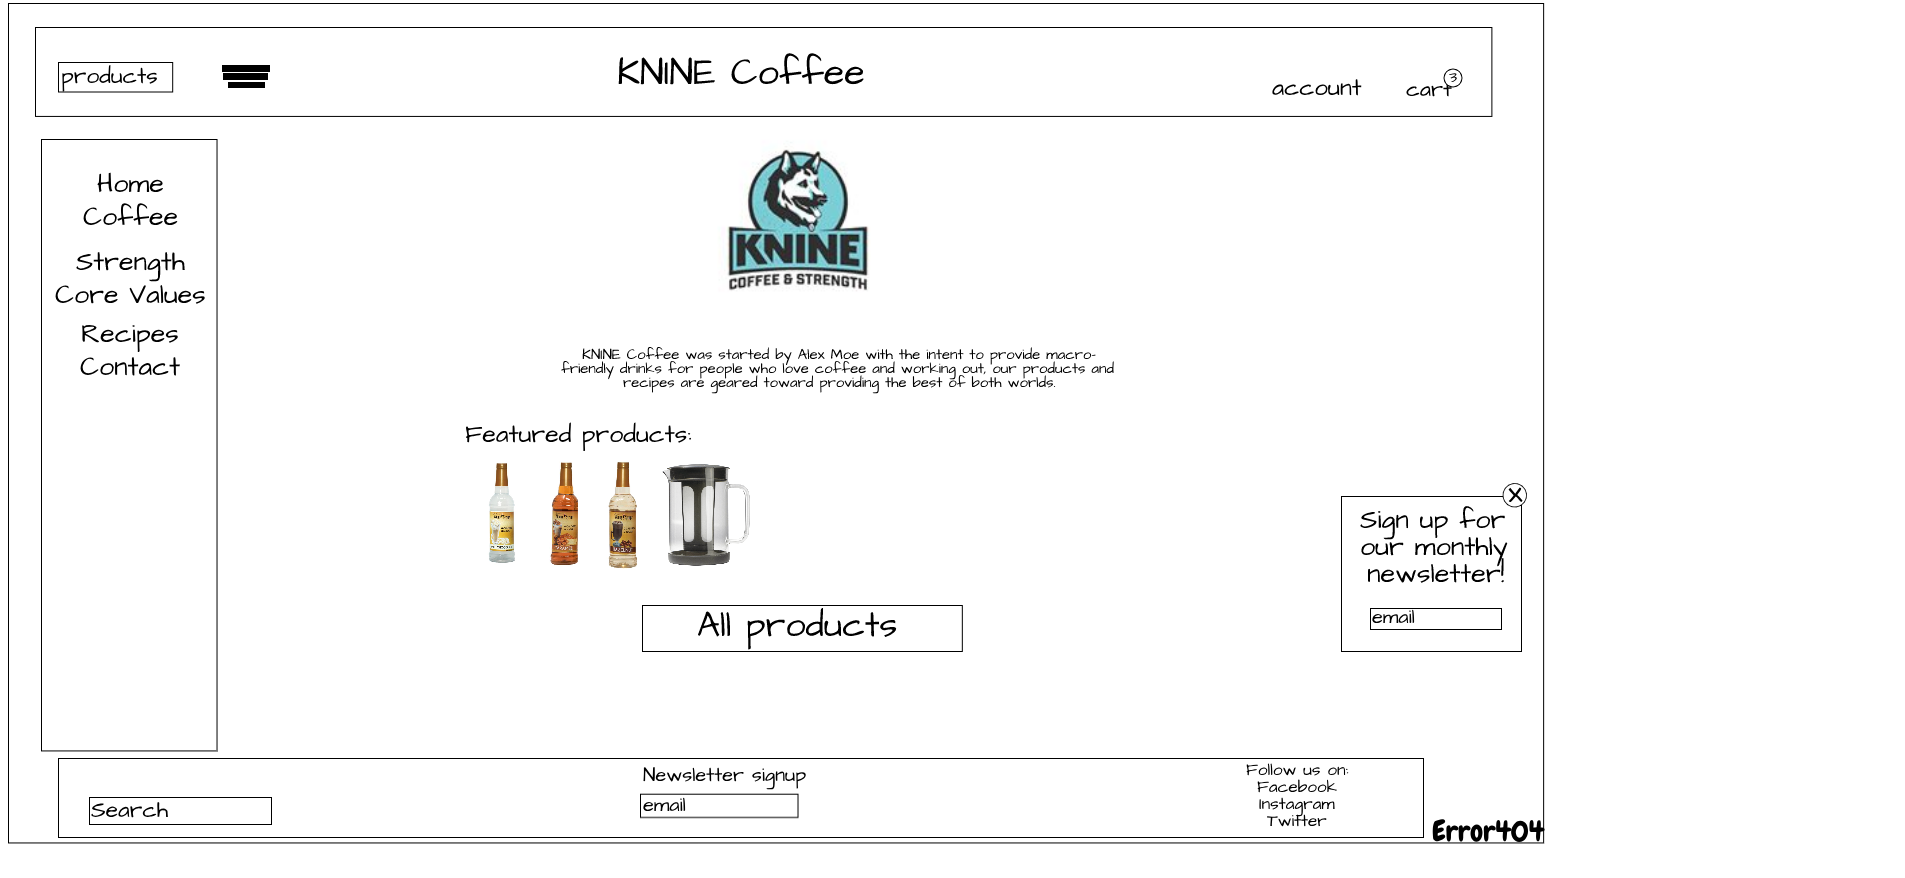 products
KNINE Coffee
account
cart
3
Home
Coffee
Strength
Core Values
Recipes
Contact
KNINE
COFFEE & STRENGTH
KNINE Coffee was started by Alex Moe with the intent to provide macro-
friendly drinks for people who love coffee and working out, our products and
recipes are geared toward providing the best of both worlds.
Featured products:
All products
X
Sign up for
our monthly
newsletter!
email
Search
Newsletter signup
email
Follow us on:
Facebook
Instagram
Twitter
Error404